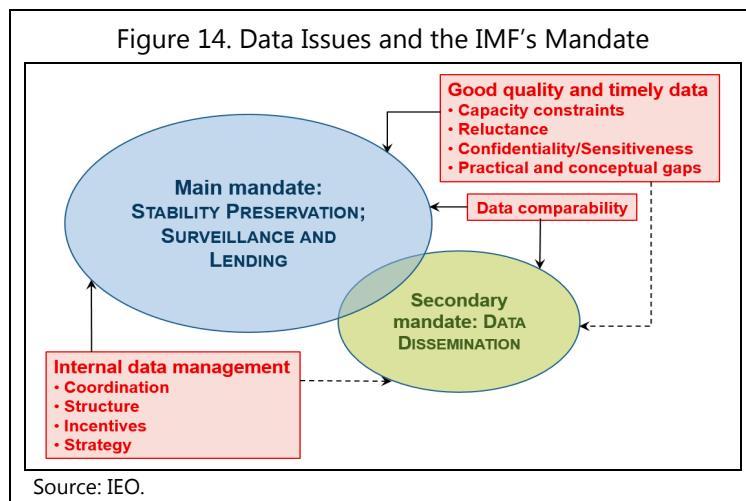 Figure 14. Data Issues and the IMF's Mandate
Good quality and timely data
• Capacity constraints
• Reluctance
• Confidentiality/Sensitiveness
• Practical and conceptual gaps
Main mandate:
STABILITY PRESERVATION;
SURVEILLANCE AND
LENDING
Data comparability
Secondary
mandate: DATA
DISSEMINATION
Internal data management
• Coordination
• Structure
• Incentives
• Strategy
Source: IEO.